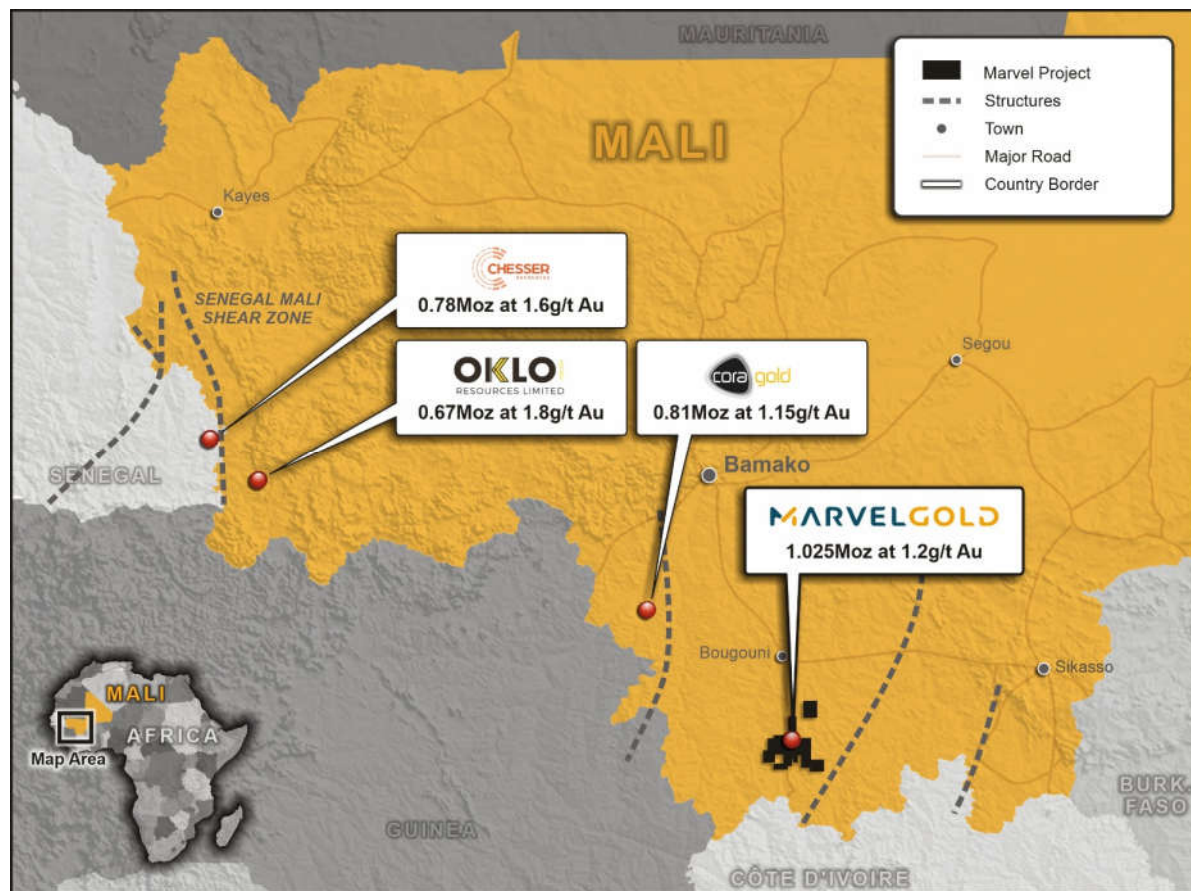 MAURITANIA
Marvel Project
Structures
Town
Major Road
Country Border
MALI
Kayes
CHESSER
RESOURCES
0.78Moz at 1.6g/t Au
SENEGAL MALI
SHEAR ZONE
OKLO
RESOURCES LIMITED
0.67Moz at 1.8g/t Au
cora gold
0.81Moz at 1.15g/t Au
Segou
SENEGAL
Bamako
MARVELGOLD
1.025Moz at 1.2g/t Au
Bougouni
Sikasso
MALI
AFRICA
Map Area
GUINEA
BURK.
FASO
CÔTE D'IVOIRE